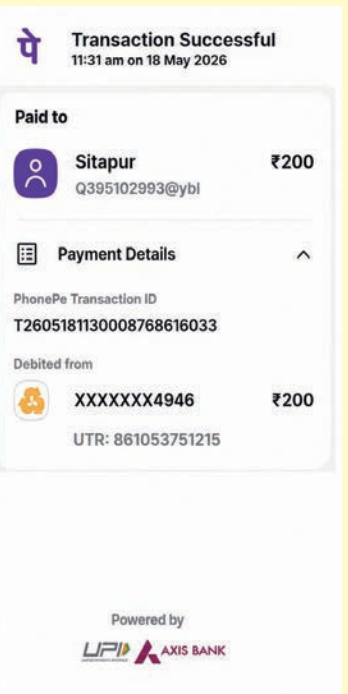 पे
Transaction Successful
11:31 am on 18 May 2026
Paid to
Sitapur ₹200
Q395102993@ybl
Payment Details
PhonePe Transaction ID
T2605181130008768616033
Debited from
XXXXXXX4946 ₹200
UTR: 861053751215
Powered by
UPI AXIS BANK